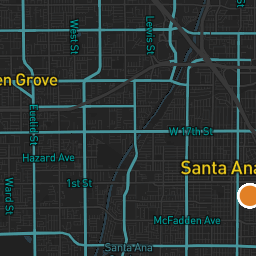 West St
Lewis St
en Grove
Euclid St
W 17th St
Hazard Ave
Santa Ana
1st St
Ward St
McFadden Ave
Santa Ana